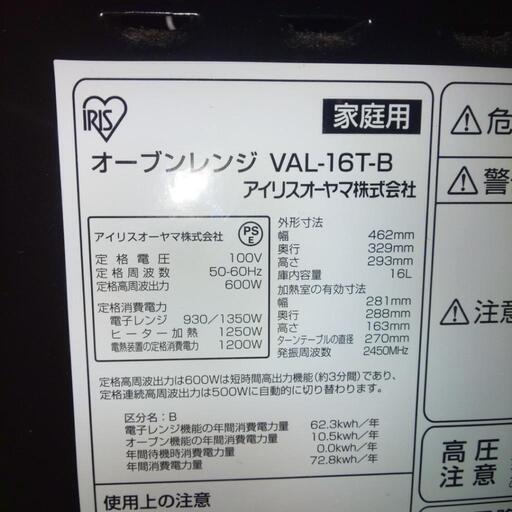 IRIS
家庭用
オーブンレンジ VAL-16T-B
アイリスオーヤマ株式会社
アイリスオーヤマ株式会社 PSE
定格電圧 100V
定格周波数 50-60Hz
定格高周波出力 600W
定格消費電力
電子レンジ 930/1350W
ヒーター加熱 1250W
電熱装置の定格消費電力 1200W
外形寸法
幅 462mm
奥行 329mm
高さ 293mm
庫内容量 16L
加熱室の有効寸法
幅 281mm
奥行 288mm
高さ 163mm
ターンテーブルの直径 270mm
発振周波数 2450MHz
定格高周波出力は600Wは短時間高出力機能(約3分間)であり、
定格連続高周波出力は500Wに自動的に切り替わります。
区分名:B
電子レンジ機能の年間消費電力量 62.3kwh/年
オーブン機能の年間消費電力量 10.5kwh/年
年間待機時消費電力量 0.0kwh/年
年間消費電力量 72.8kwh/年
使用上の注意
危
警
注意
高圧
注意